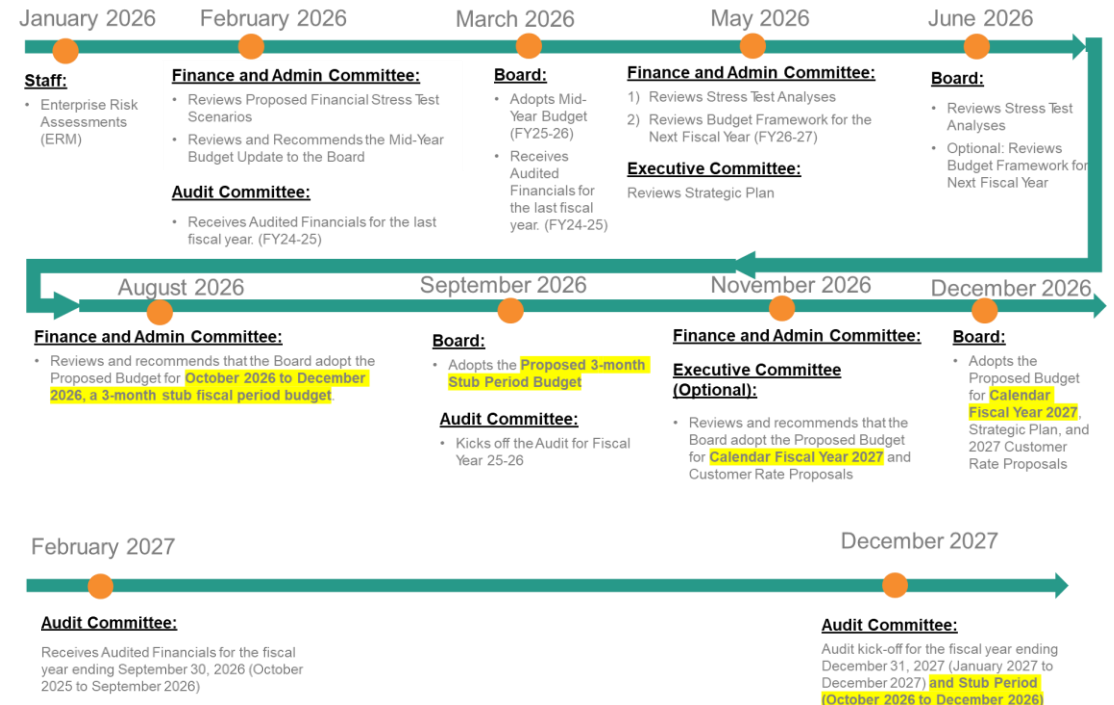 January 2026
Staff:
• Enterprise Risk
Assessments
(ERM)
February 2026
Finance and Admin Committee:
• Reviews Proposed Financial Stress Test
Scenarios
• Reviews and Recommends the Mid-Year
Budget Update to the Board
Audit Committee:
• Receives Audited Financials for the last
fiscal year. (FY24-25)
March 2026
Board:
• Adopts Mid-
Year Budget
(FY25-26)
• Receives
Audited
Financials for
the last fiscal
year. (FY24-25)
May 2026
Finance and Admin Committee:
1) Reviews Stress Test Analyses
2) Reviews Budget Framework for the
Next Fiscal Year (FY26-27)
Executive Committee:
Reviews Strategic Plan
June 2026
Board:
• Reviews Stress Test
Analyses
• Optional: Reviews
Budget Framework for
Next Fiscal Year
August 2026
Finance and Admin Committee:
• Reviews and recommends that the Board adopt the
Proposed Budget for October 2026 to December
2026, a 3-month stub fiscal period budget.
September 2026
Board:
• Adopts the Proposed 3-month
Stub Period Budget
Audit Committee:
• Kicks off the Audit for Fiscal
Year 25-26
November 2026
Finance and Admin Committee:
Executive Committee
(Optional):
• Reviews and recommends that the
Board adopt the Proposed Budget
for Calendar Fiscal Year 2027 and
Customer Rate Proposals
December 2026
Board:
• Adopts the
Proposed Budget
for Calendar
Fiscal Year 2027,
Strategic Plan, and
2027 Customer
Rate Proposals
February 2027
Audit Committee:
Receives Audited Financials for the fiscal
year ending September 30, 2026 (October
2025 to September 2026)
December 2027
Audit Committee:
Audit kick-off for the fiscal year ending
December 31, 2027 (January 2027 to
December 2027) and Stub Period
(October 2026 to December 2026)